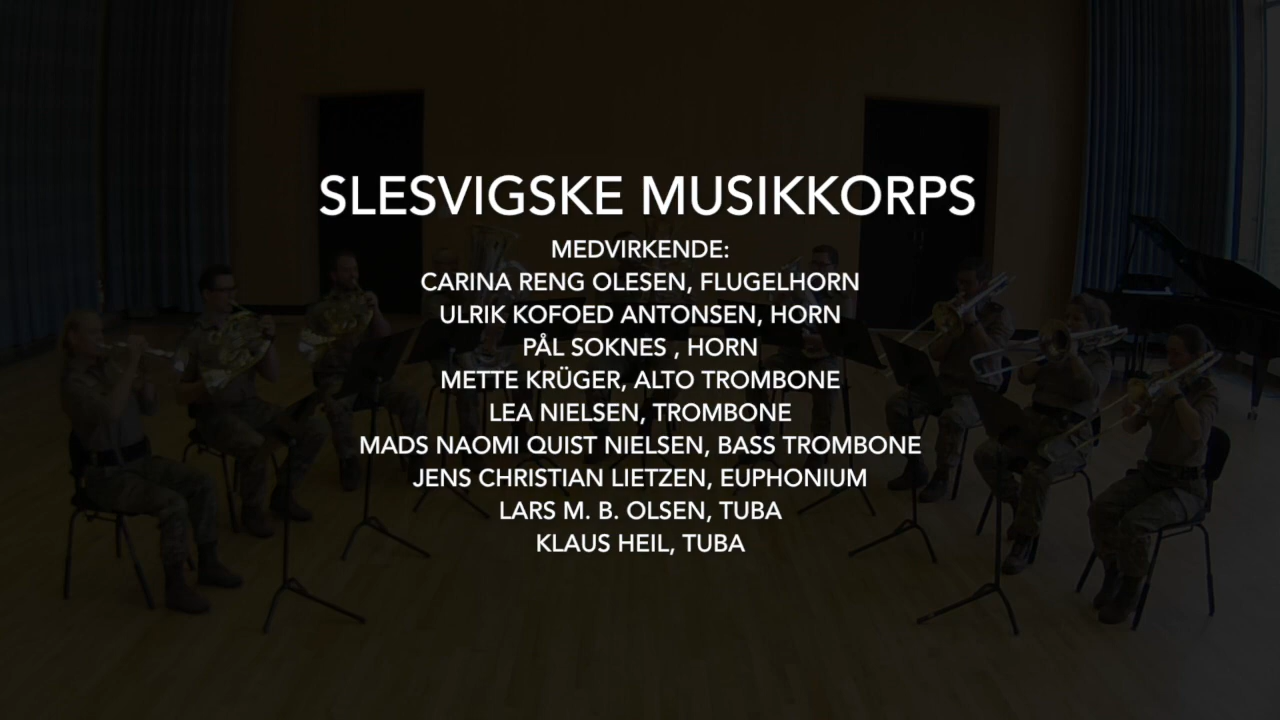 SLESVIGSKE MUSIKKORPS
MEDVIRKENDE:
CARINA RENG OLESEN, FLUGELHORN
ULRIK KOFOED ANTONSEN, HORN
PÅL SOKNES , HORN
METTE KRÜGER, ALTO TROMBONE
LEA NIELSEN, TROMBONE
MADS NAOMI QUIST NIELSEN, BASS TROMBONE
JENS CHRISTIAN LIETZEN, EUPHONIUM
LARS M. B. OLSEN, TUBA
KLAUS HEIL, TUBA